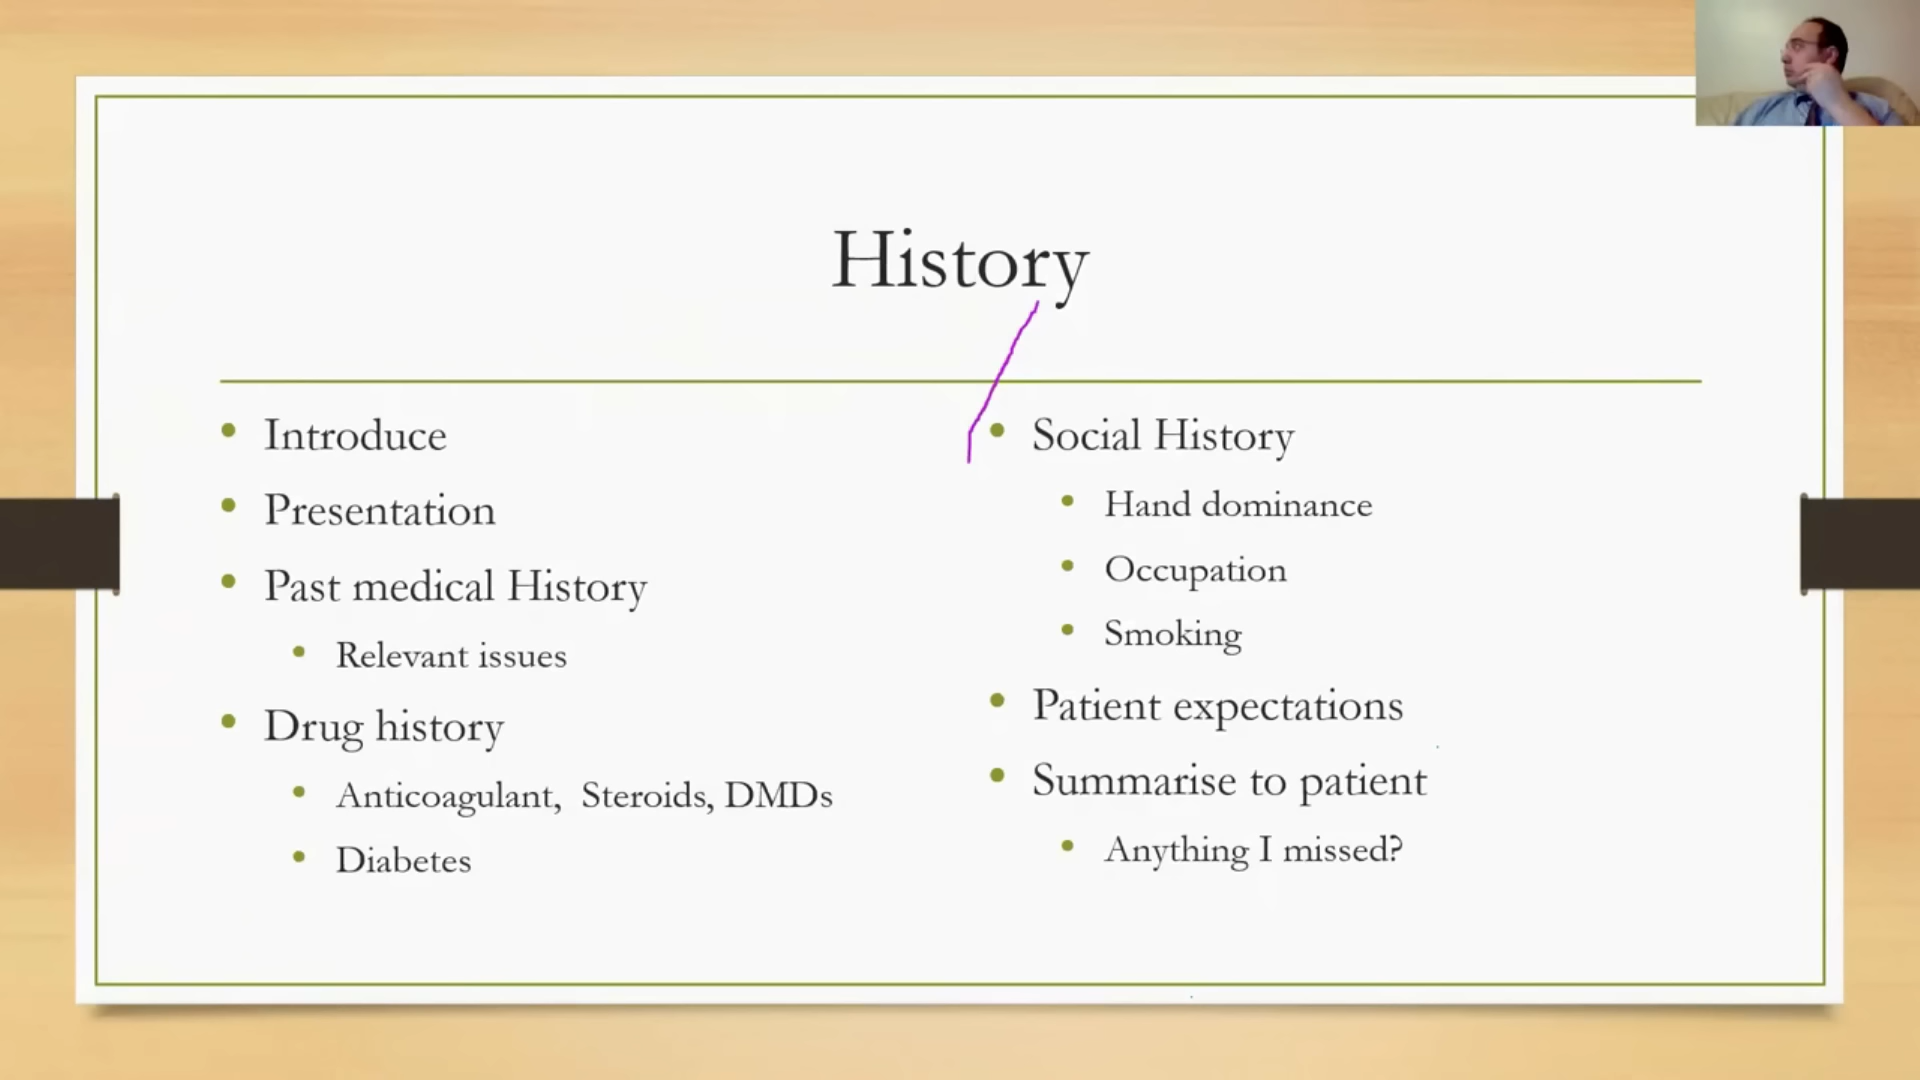 History
Introduce
Presentation
Past medical History
Relevant issues
Drug history
Anticoagulant, Steroids, DMDs
Diabetes
Social History
Hand dominance
Occupation
Smoking
Patient expectations
Summarise to patient
Anything I missed?